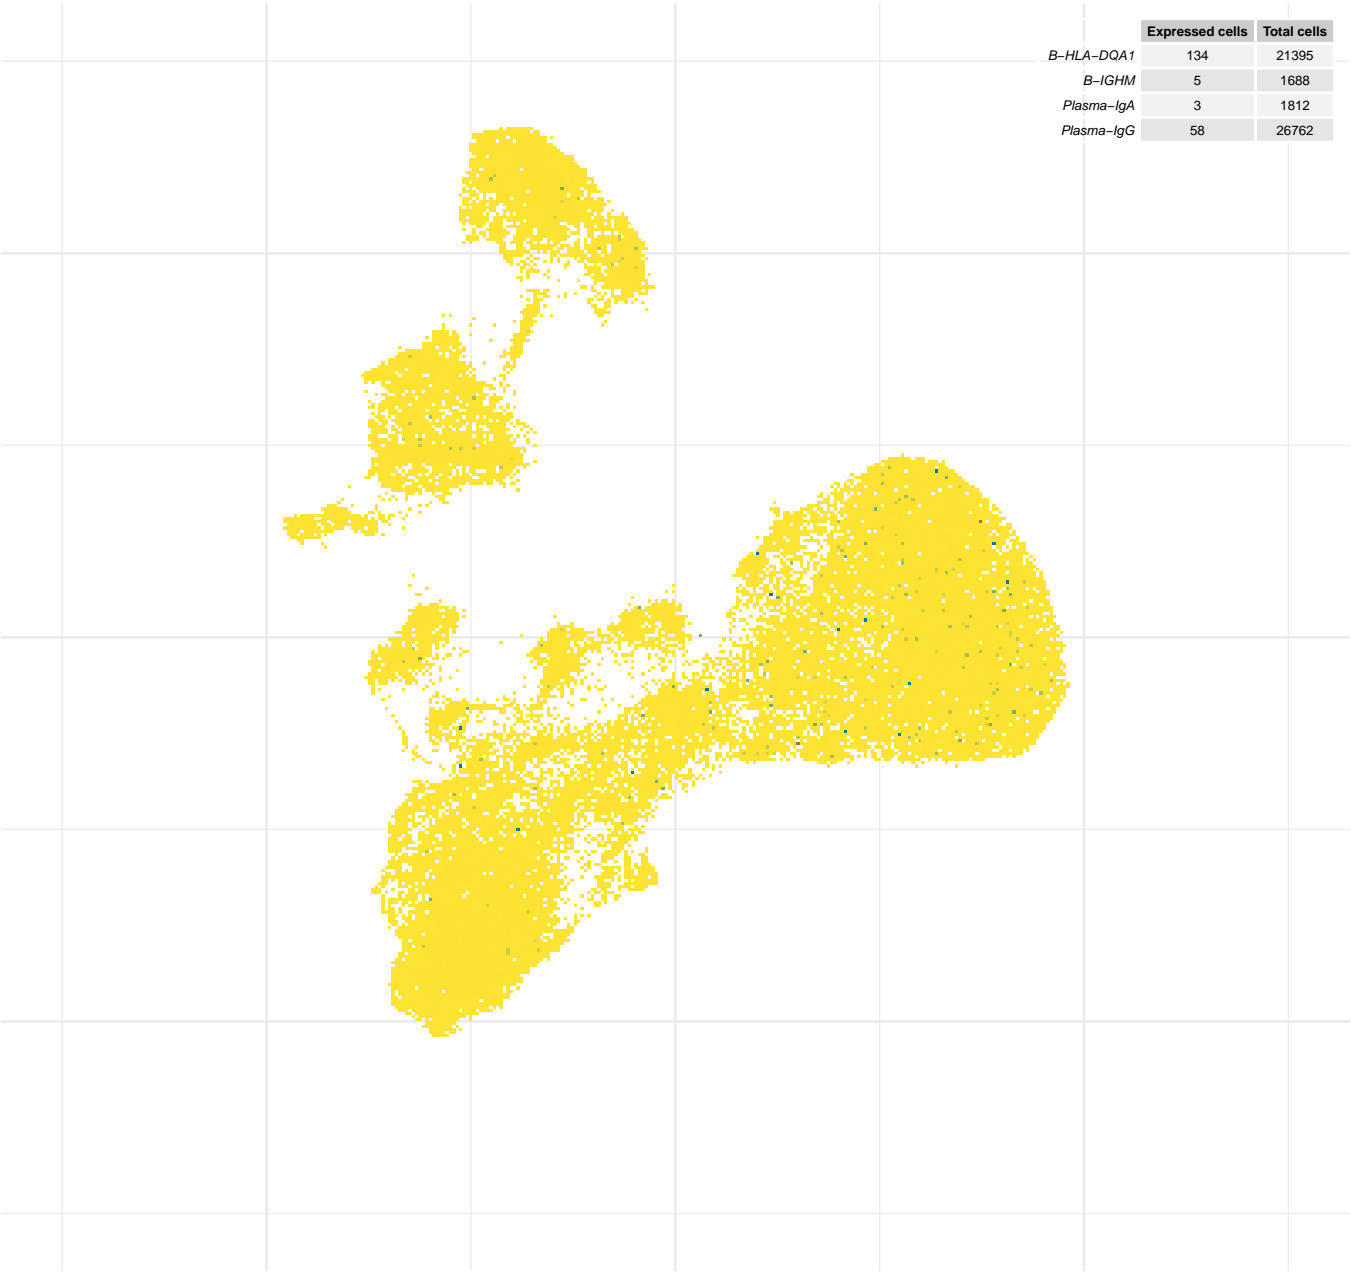 Expressed cells Total cells
B−HLA−DQA1 134 21395
B−IGHM 5 1688
Plasma−IgA 3 1812
Plasma−IgG 58 26762